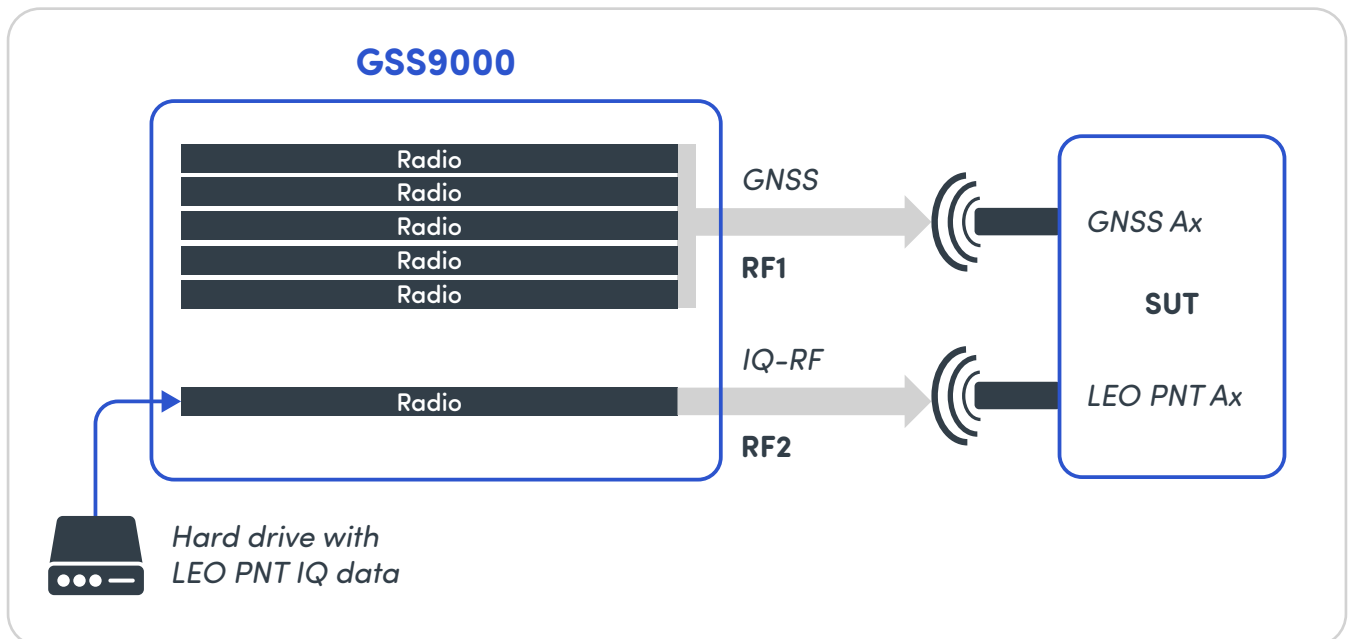 GSS9000
Radio
Radio
Radio
Radio
Radio
GNSS
RF1
GNSS Ax
SUT
Radio
IQ-RF
RF2
LEO PNT Ax
Hard drive with
LEO PNT IQ data